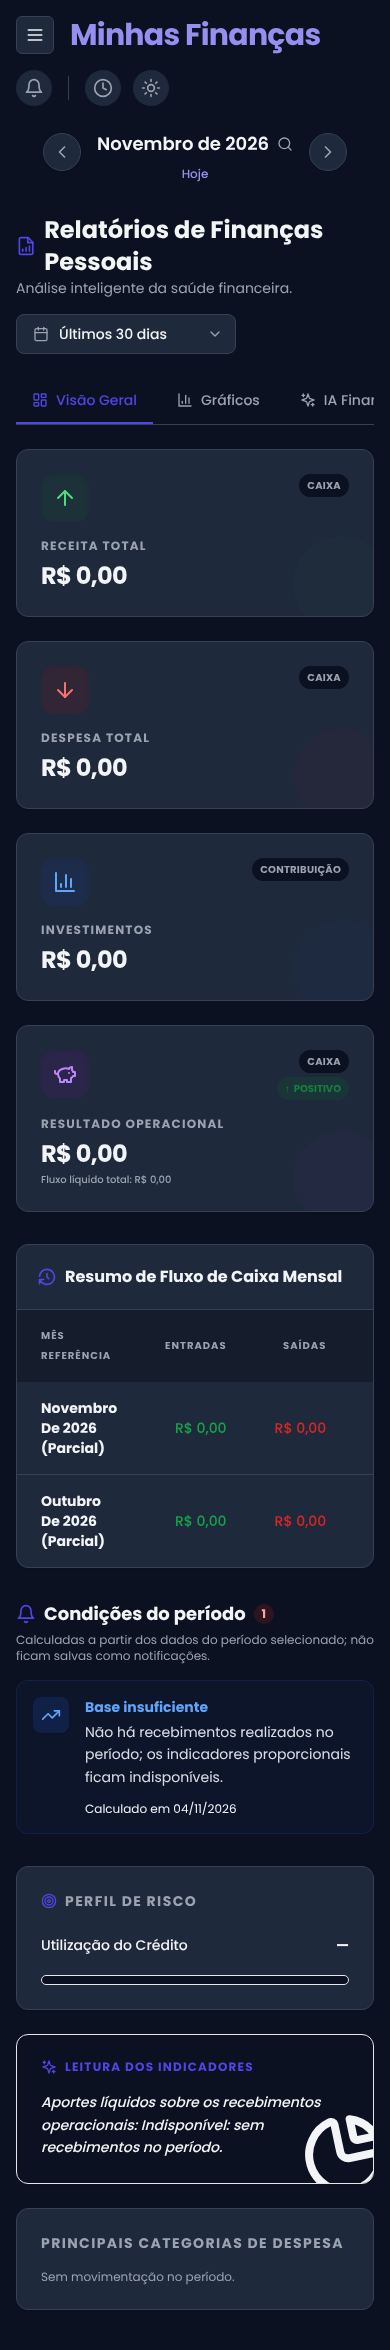 Minhas Finanças
Novembro de 2026
Hoje
Relatórios de Finanças
Pessoais
Análise inteligente da saúde financeira.
Últimos 30 dias
Visão Geral
Gráficos
IA Finan
CAIXA
RECEITA TOTAL
R$ 0,00
CAIXA
DESPESA TOTAL
R$ 0,00
CONTRIBUIÇÃO
INVESTIMENTOS
R$ 0,00
CAIXA
↑ POSITIVO
RESULTADO OPERACIONAL
R$ 0,00
Fluxo líquido total: R$ 0,00
Resumo de Fluxo de Caixa Mensal
MÊS
REFERÊNCIA
ENTRADAS
SAÍDAS
Novembro
De 2026
(Parcial)
R$ 0,00
R$ 0,00
Outubro
De 2026
(Parcial)
R$ 0,00
R$ 0,00
Condições do período 1
Calculadas a partir dos dados do período selecionado; não
ficam salvas como notificações.
Base insuficiente
Não há recebimentos realizados no
período; os indicadores proporcionais
ficam indisponíveis.
Calculado em 04/11/2026
PERFIL DE RISCO
Utilização do Crédito —
LEITURA DOS INDICADORES
Aportes líquidos sobre os recebimentos
operacionais: Indisponível: sem
recebimentos no período.
PRINCIPAIS CATEGORIAS DE DESPESA
Sem movimentação no período.